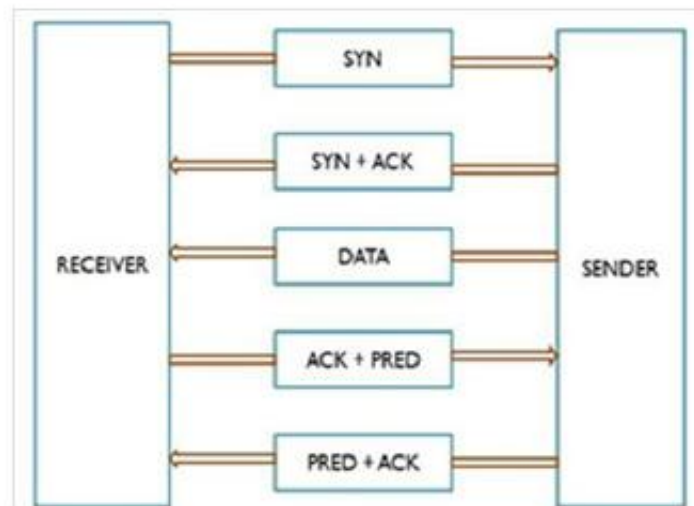 SYN
SYN + ACK
DATA
RECEIVER
SENDER
ACK + PRED
PRED + ACK